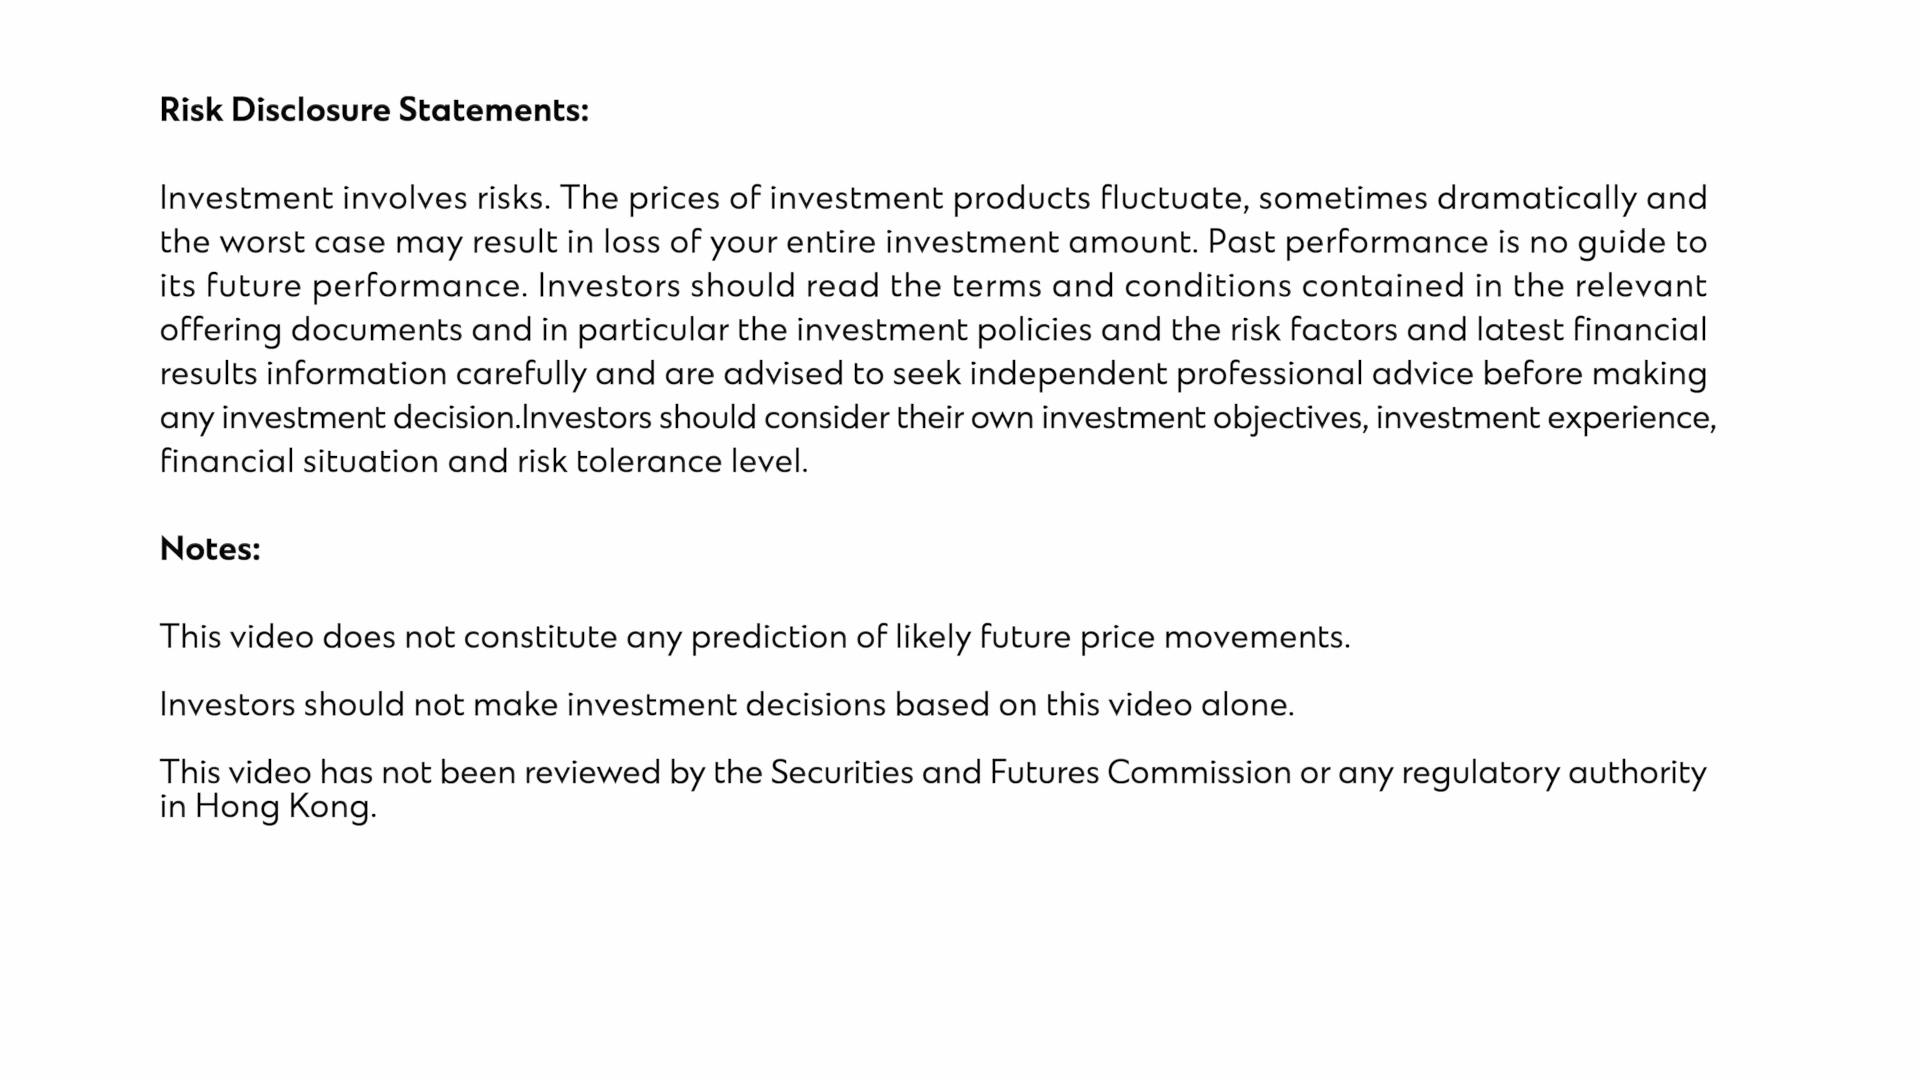 Risk Disclosure Statements:
Investment involves risks. The prices of investment products fluctuate, sometimes dramatically and
the worst case may result in loss of your entire investment amount. Past performance is no guide to
its future performance. Investors should read the terms and conditions contained in the relevant
offering documents and in particular the investment policies and the risk factors and latest financial
results information carefully and are advised to seek independent professional advice before making
any investment decision.Investors should consider their own investment objectives, investment experience,
financial situation and risk tolerance level.
Notes:
This video does not constitute any prediction of likely future price movements.
Investors should not make investment decisions based on this video alone.
This video has not been reviewed by the Securities and Futures Commission or any regulatory authority
in Hong Kong.